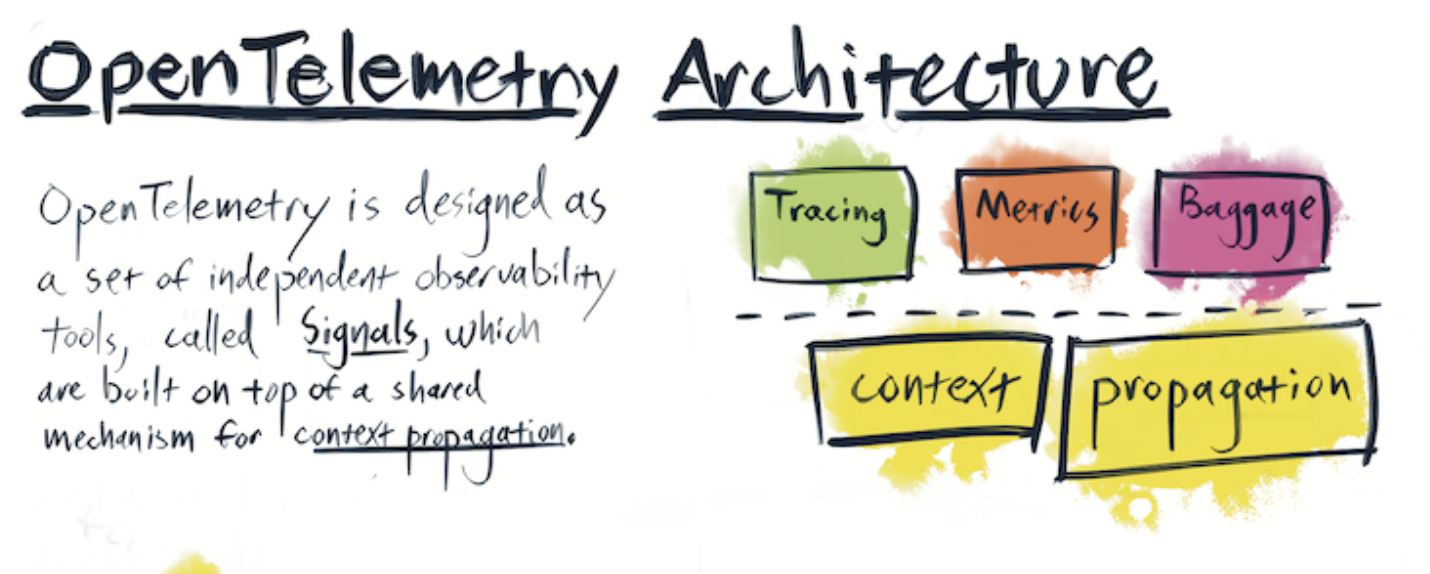 OpenTelemetry Architecture
OpenTelemetry is designed as
a set of independent observability
tools, called Signals, which
are built on top of a shared
mechanism for context propagation.
Tracing
Metrics
Baggage
context
propagation